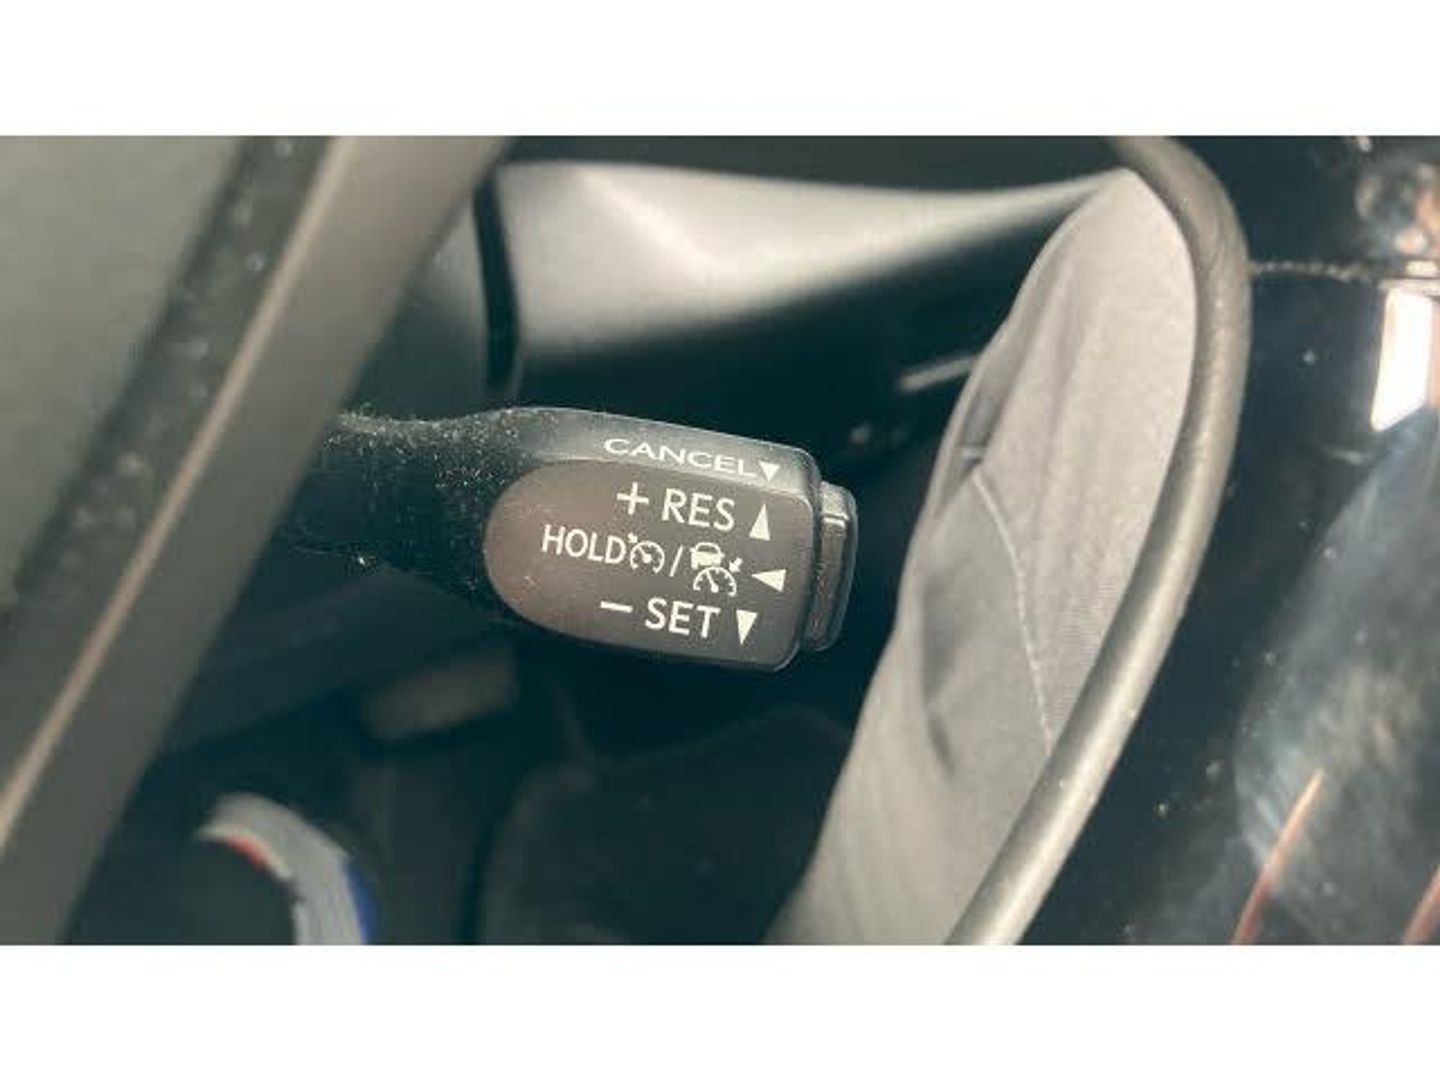 CANCEL▼
+ RES ▲
HOLD / ◀
− SET ▼